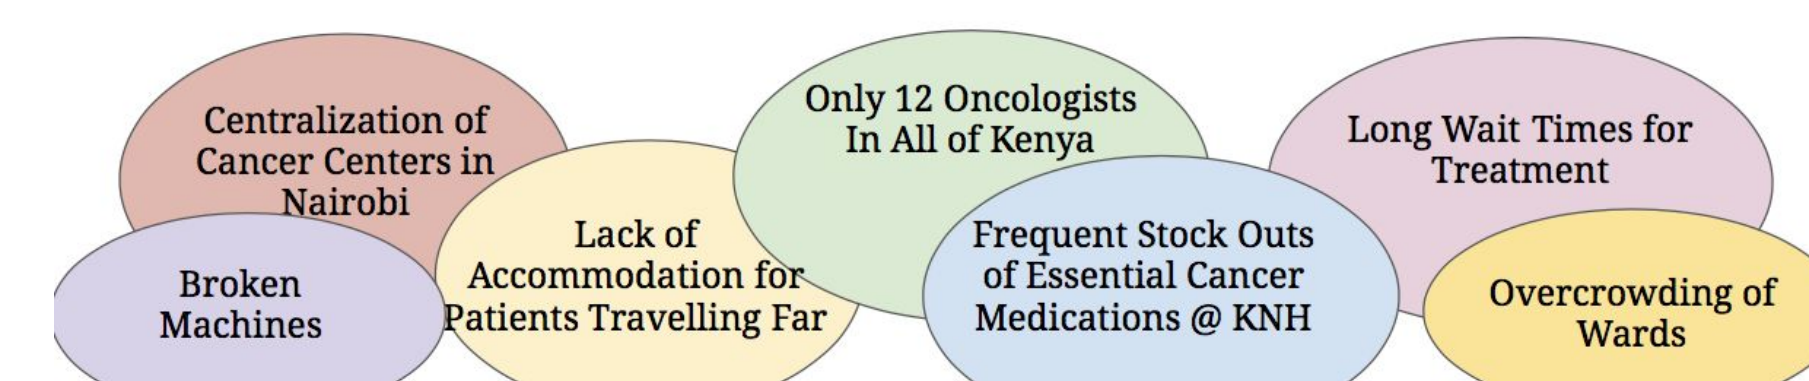 Centralization of
Cancer Centers in
Nairobi
Broken
Machines
Lack of
Accommodation for
Patients Travelling Far
Only 12 Oncologists
In All of Kenya
Frequent Stock Outs
of Essential Cancer
Medications @ KNH
Long Wait Times for
Treatment
Overcrowding of
Wards